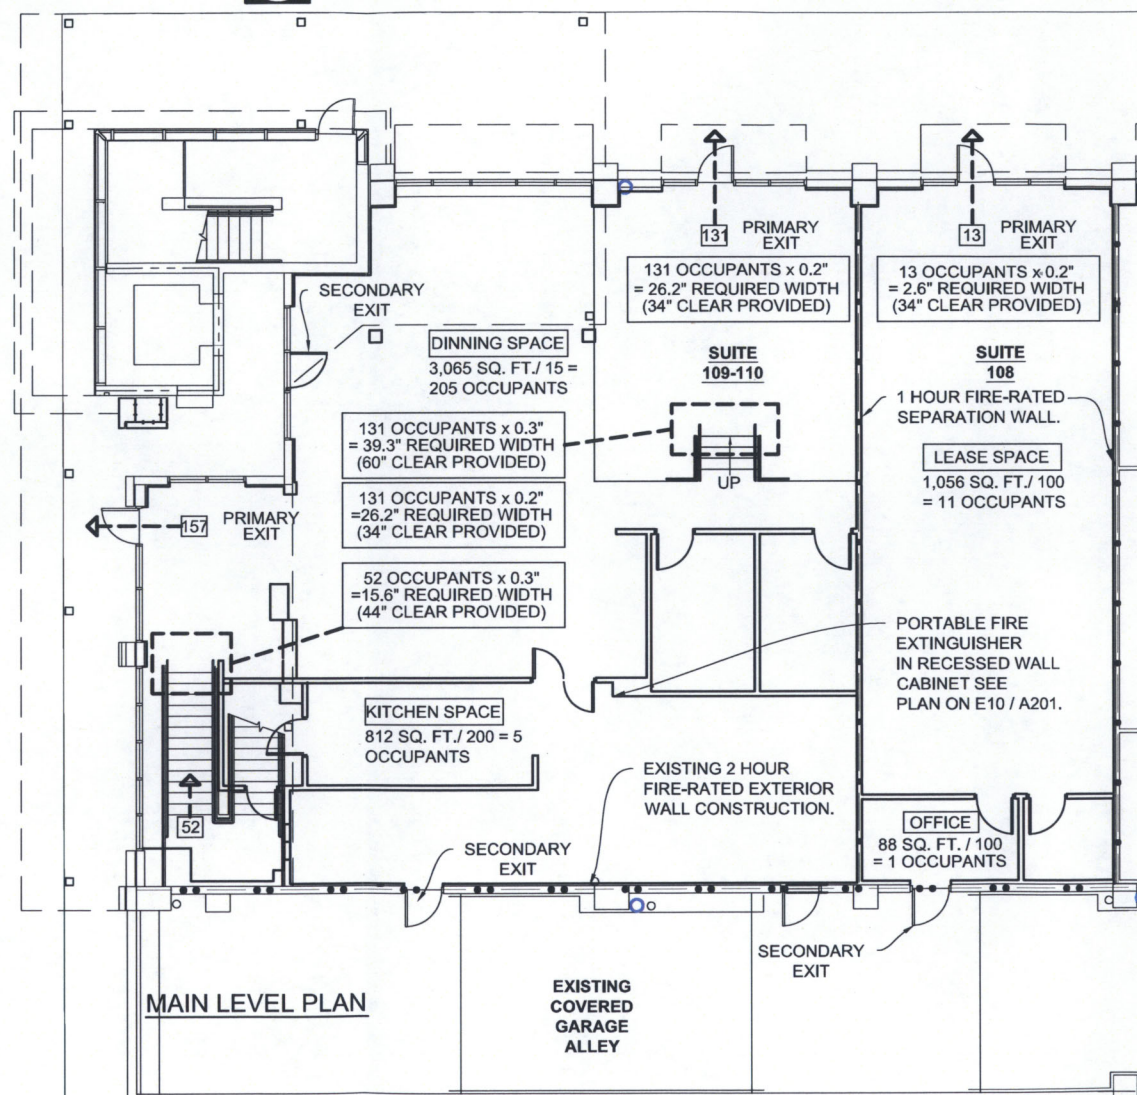 131
PRIMARY
EXIT
13
PRIMARY
EXIT
131 OCCUPANTS x 0.2"
= 26.2" REQUIRED WIDTH
(34" CLEAR PROVIDED)
13 OCCUPANTS x 0.2"
= 2.6" REQUIRED WIDTH
(34" CLEAR PROVIDED)
SECONDARY
EXIT
DINNING SPACE
3,065 SQ. FT./ 15 =
205 OCCUPANTS
SUITE
109-110
SUITE
108
1 HOUR FIRE-RATED
SEPARATION WALL.
131 OCCUPANTS x 0.3"
= 39.3" REQUIRED WIDTH
(60" CLEAR PROVIDED)
UP
LEASE SPACE
1,056 SQ. FT./ 100
= 11 OCCUPANTS
131 OCCUPANTS x 0.2"
=26.2" REQUIRED WIDTH
(34" CLEAR PROVIDED)
157
PRIMARY
EXIT
52 OCCUPANTS x 0.3"
=15.6" REQUIRED WIDTH
(44" CLEAR PROVIDED)
PORTABLE FIRE
EXTINGUISHER
IN RECESSED WALL
CABINET SEE
PLAN ON E10 / A201.
KITCHEN SPACE
812 SQ. FT./ 200 = 5
OCCUPANTS
EXISTING 2 HOUR
FIRE-RATED EXTERIOR
WALL CONSTRUCTION.
52
OFFICE
88 SQ. FT. / 100
= 1 OCCUPANTS
SECONDARY
EXIT
SECONDARY
EXIT
MAIN LEVEL PLAN
EXISTING
COVERED
GARAGE
ALLEY